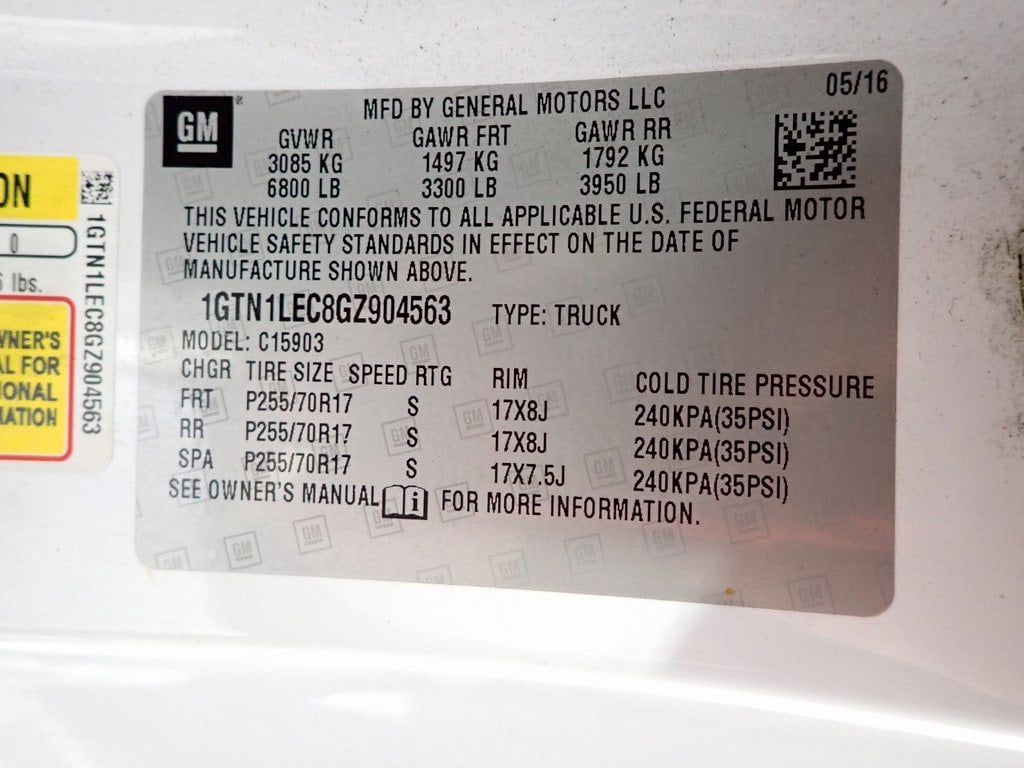 GM
MFD BY GENERAL MOTORS LLC
05/16
GVWR GAWR FRT GAWR RR
3085 KG 1497 KG 1792 KG
6800 LB 3300 LB 3950 LB
THIS VEHICLE CONFORMS TO ALL APPLICABLE U.S. FEDERAL MOTOR
VEHICLE SAFETY STANDARDS IN EFFECT ON THE DATE OF
MANUFACTURE SHOWN ABOVE.
1GTN1LEC8GZ904563 TYPE: TRUCK
MODEL: C15903
CHGR TIRE SIZE SPEED RTG RIM COLD TIRE PRESSURE
FRT P255/70R17 S 17X8J 240KPA(35PSI)
RR P255/70R17 S 17X8J 240KPA(35PSI)
SPA P255/70R17 S 17X7.5J 240KPA(35PSI)
SEE OWNER'S MANUAL i FOR MORE INFORMATION.
ON
0
lbs.
WNER'S
AL FOR
IONAL
MATION
1GTN1LEC8GZ904563